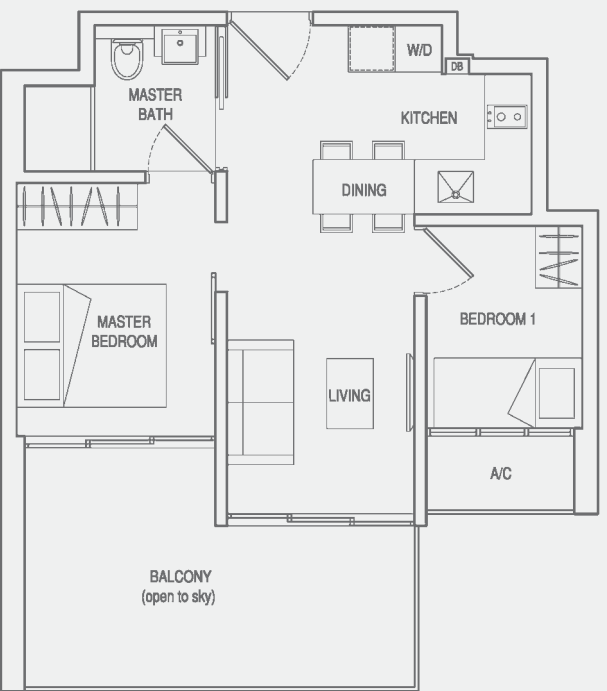 W/D
DB
MASTER
BATH
KITCHEN
DINING
MASTER
BEDROOM
BEDROOM 1
LIVING
A/C
BALCONY
(open to sky)